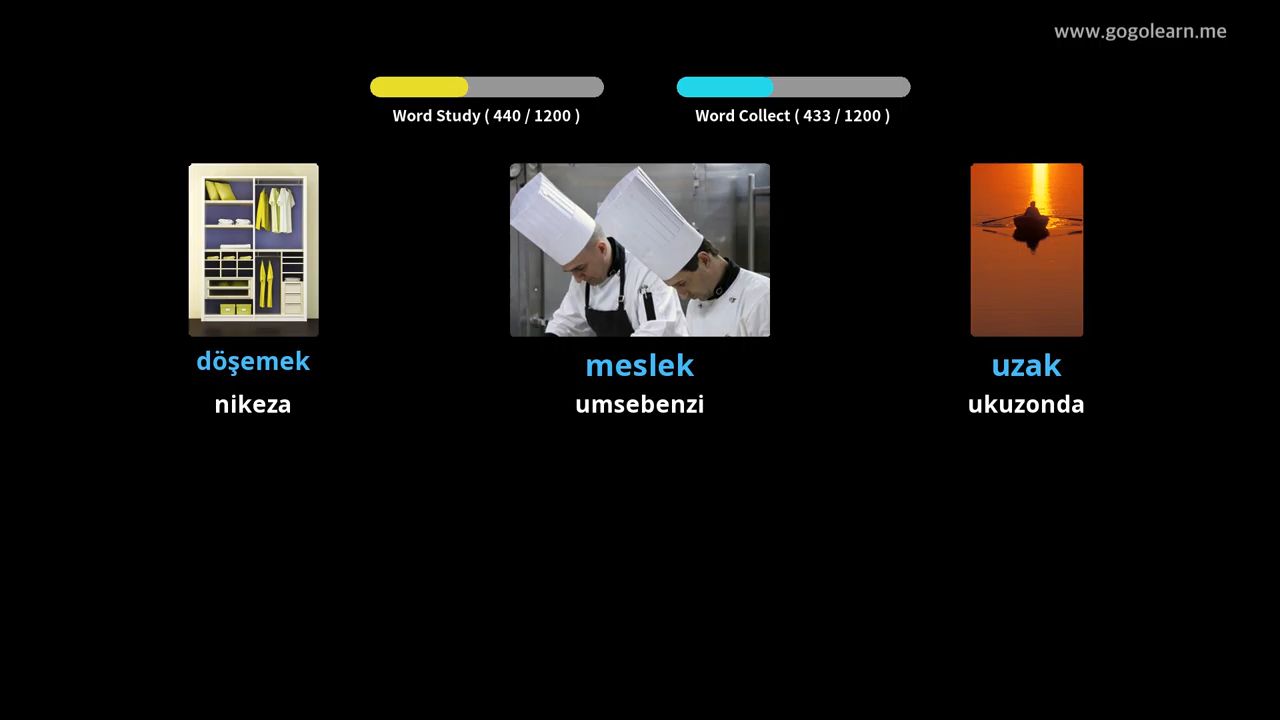 www.gogolearn.me
Word Study ( 440 / 1200 )
Word Collect ( 433 / 1200 )
döşemek
meslek
uzak
nikeza
umsebenzi
ukuzonda